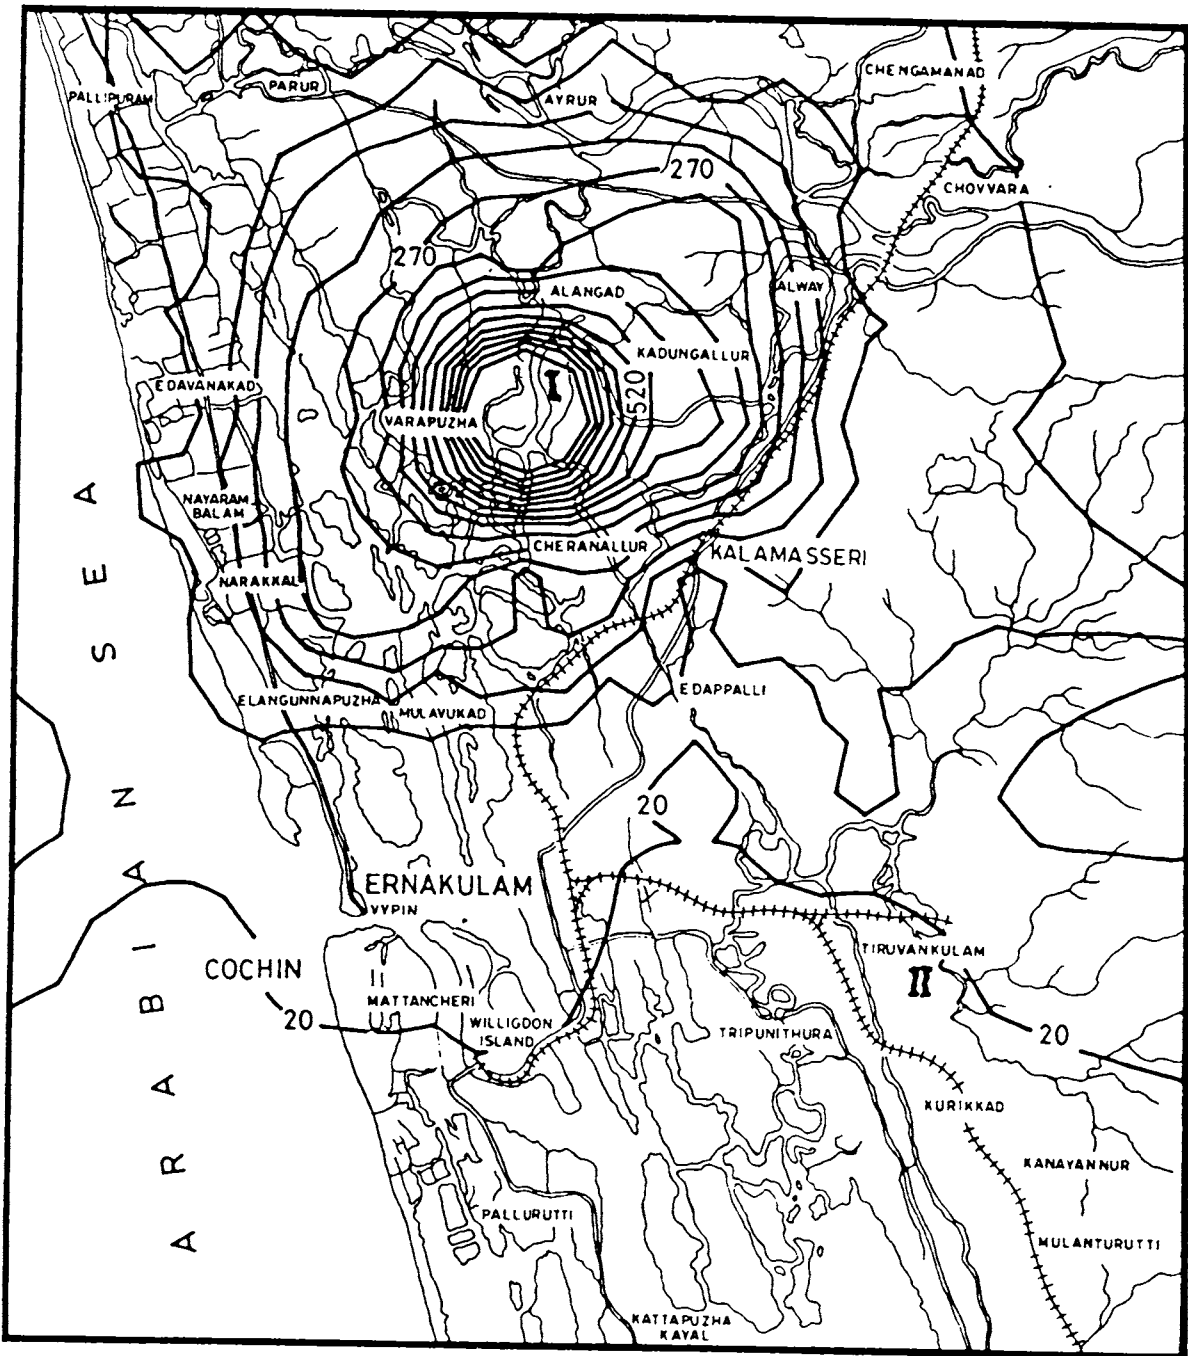 CHENGAMANAD
PARUR
PALLIPURAM
AYRUR
270
CHOVVARA
270
ALANGAD
ALWAY
KADUNGALLUR
I
EDAVANAKAD
520
VARAPUZHA
NAYARAM
BALAM
CHERANALLUR
KALAMASSERI
NARAKKAL
EDAPPALLI
ELANGUNNAPUZHA
MULAVUKAD
20
ERNAKULAM
VYPIN
TIRUVANKULAM
COCHIN
II
MATTANCHERI
20
WILLIGDON
ISLAND
TRIPUNITHURA
20
KURIKKAD
KANAYANNUR
PALLURUTTI
MULANTURUTTI
KATTAPUZHA
KAYAL
ARABIAN SEA